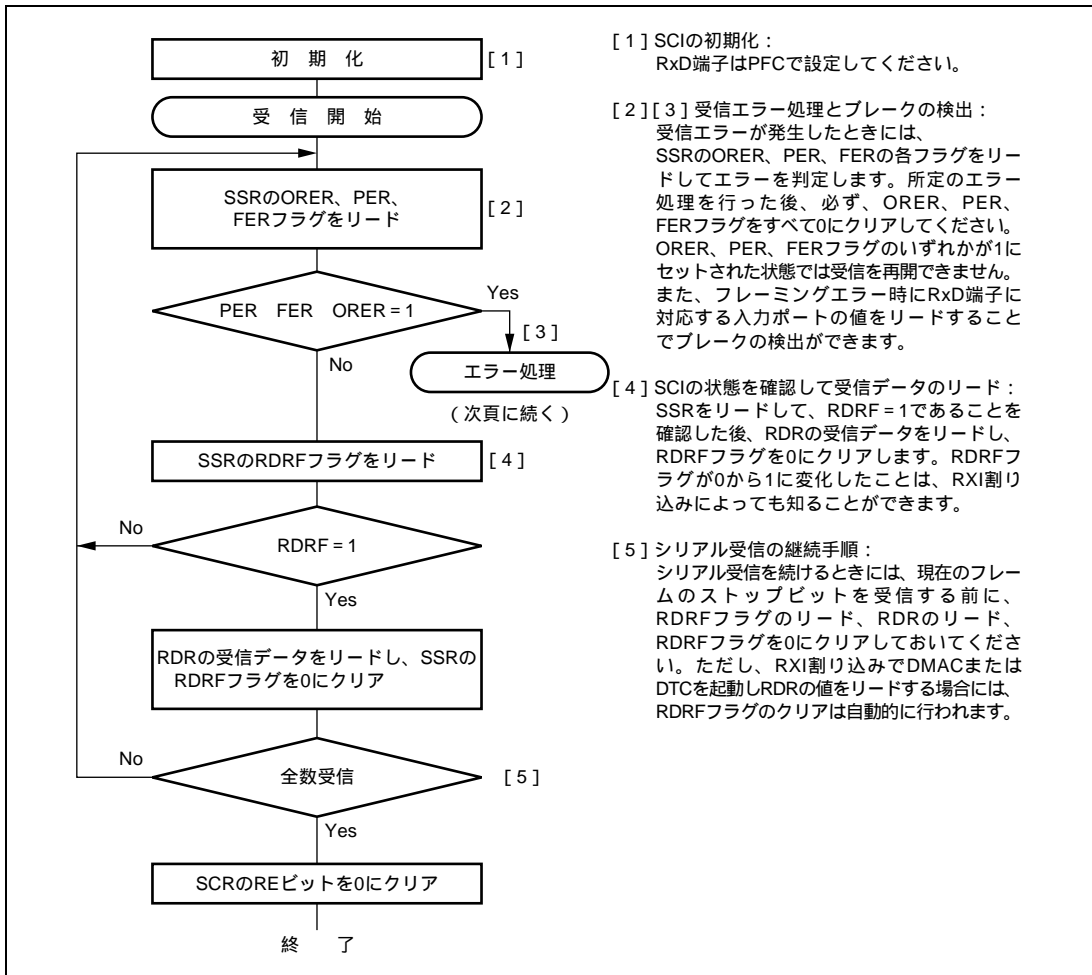 初 期 化
[ 1 ]
受 信 開 始
SSRのORER、PER、
FERフラグをリード
[ 2 ]
PER FER ORER = 1
Yes
[ 3 ]
No
エラー処理
( 次頁に続く )
SSRのRDRFフラグをリード
[ 4 ]
No
RDRF = 1
Yes
RDRの受信データをリードし、SSRの
RDRFフラグを0にクリア
No
全数受信
[ 5 ]
Yes
SCRのREビットを0にクリア
終 了
[ 1 ] SCIの初期化 :
RxD端子はPFCで設定してください。
[ 2 ] [ 3 ] 受信エラー処理とブレークの検出 :
受信エラーが発生したときには、
SSRのORER、PER、FERの各フラグをリー
ドしてエラーを判定します。所定のエラー
処理を行った後、必ず、ORER、PER、
FERフラグをすべて0にクリアしてください。
ORER、PER、FERフラグのいずれかが1に
セットされた状態では受信を再開できません。
また、フレーミングエラー時にRxD端子に
対応する入力ポートの値をリードすること
でブレークの検出ができます。
[ 4 ] SCIの状態を確認して受信データのリード :
SSRをリードして、RDRF = 1であることを
確認した後、RDRの受信データをリードし、
RDRFフラグを0にクリアします。RDRFフ
ラグが0から1に変化したことは、RXI割り
込みによっても知ることができます。
[ 5 ] シリアル受信の継続手順 :
シリアル受信を続けるときには、現在のフレー
ムのストップビットを受信する前に、
RDRFフラグのリード、RDRのリード、
RDRFフラグを0にクリアしておいてくださ
い。ただし、RXI割り込みでDMACまたは
DTCを起動しRDRの値をリードする場合には、
RDRFフラグのクリアは自動的に行われます。